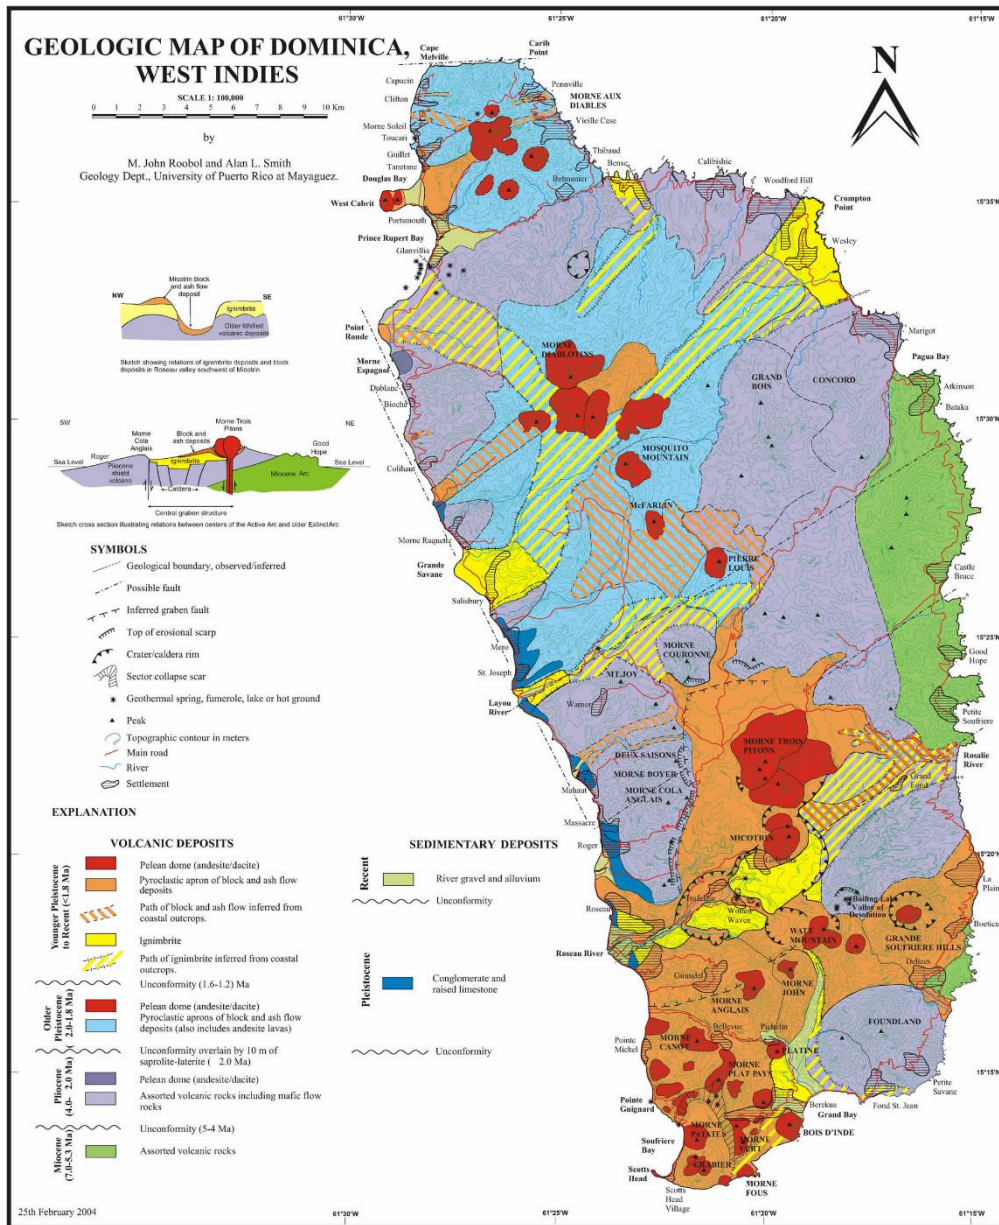 GEOLOGIC MAP OF DOMINICA,
WEST INDIES
SCALE 1: 100,000
0 1 2 3 4 5 6 7 8 9 10 Km
by
M. John Roobol and Alan L. Smith
Geology Dept., University of Puerto Rico at Mayaguez.
N
61°30'W
61°25'W
61°20'W
61°15'W
15°35'N
15°30'N
15°25'N
15°20'N
15°15'N
Micotrin block
and ash flow
deposit
NW
SE
Ignimbrite
Older lithified
volcanic deposits
Sketch showing relations of ignimbrite deposits and block
deposits in Roseau valley southwest of Micotrin
SW
NE
Sea Level
Roger
Morne
Cola
Anglais
Block and
ash deposits
Morne Trois
Pitons
Good
Hope
Sea Level
Pliocene
shield
volcano
Ignimbrite
Caldera
Miocene Arc
Central graben structure
Sketch cross section illustrating relations between centers of the Active Arc and older ExtinctArc
SYMBOLS
Geological boundary, observed/inferred
Possible fault
Inferred graben fault
Top of erosional scarp
Crater/caldera rim
Sector collapse scar
Geothermal spring, fumerole, lake or hot ground
Peak
Topographic contour in meters
Main road
River
Settlement
EXPLANATION
VOLCANIC DEPOSITS
Younger Pleistocene
to Recent (<1.8 Ma)
Pelean dome (andesite/dacite)
Pyroclastic apron of block and ash flow
deposits
Path of block and ash flow inferred from
coastal outcrops.
Ignimbrite
Path of ignimbrite inferred from
coastal outcrops.
Unconformity (1.6-1.2) Ma
Older
Pleistocene
( 2.0-1.8 Ma)
Pelean dome (andesite/dacite)
Pyroclastic aprons of block and ash flow
deposits (also includes andesite lavas)
Unconformity overlain by 10 m of
saprolite-laterite ( 2.0 Ma)
Pliocene
(4.0- 2.0 Ma)
Pelean dome (andesite/dacite)
Assorted volcanic rocks including mafic flow
rocks
Unconformity (5-4 Ma)
Miocene
(7.0-5.3 Ma)
Assorted volcanic rocks
SEDIMENTARY DEPOSITS
Recent
River gravel and alluvium
Unconformity
Pleistocene
Conglomerate and
raised limestone
Unconformity
25th February 2004
Cape
Melville
Carib
Point
Capucin
Clifton
Pennville
MORNE AUX
DIABLES
Morne Soleil
Toucari
Vieille Case
Guillet
Tanetane
Thibaud
Douglas Bay
Bense
Calibishie
Belmanier
Woodford Hill
West Cabrit
Crompton
Point
Portsmouth
Prince Rupert Bay
Wesley
Glanvillia
Point
Ronde
Marigot
Morne
Espagnol
MORNE
DIABLOTINS
Pagua Bay
GRAND
BOIS
CONCORD
Dublanc
Atkinson
Bioche
Bataka
Colihaut
MOSQUITO
MOUNTAIN
McFARLIN
Morne Raquette
Grande
Savane
PIERRE
LOUIS
Castle
Bruce
Salisbury
Mero
MORNE
COURONNE
Good
Hope
St. Joseph
MT.JOY
Layou
River
Warner
Petite
Soufriere
MORNE TROIS
PITONS
DEUX SAISONS
Rosalie
River
MORNE BOYER
Grand
Fond
Mahaut
MORNE COLA
ANGLAIS
Massacre
MICOTRIN
Roger
La
Plain
Trafalgar
Boiling Lake
Valley of
Desolation
Roseau
Wotten
Waven
Boetica
WATT
MOUNTAIN
GRANDE
SOUFRIERE HILLS
Roseau River
Delices
Giraudel
MORNE
JOHN
MORNE
ANGLAIS
FOUNDLAND
Bellevue
Pichelin
Pointe
Michel
MORNE
CANOT
PLATINE
MORNE
PLAT PAYS
Petite
Savane
Pointe
Guignard
Berekua
Grand Bay
Fond St. Jean
MORNE
PATATES
BOIS D'INDE
Soufriere
Bay
MORNE
VERT
CRABIER
Scotts
Head
MORNE
FOUS
Scotts
Head
Village